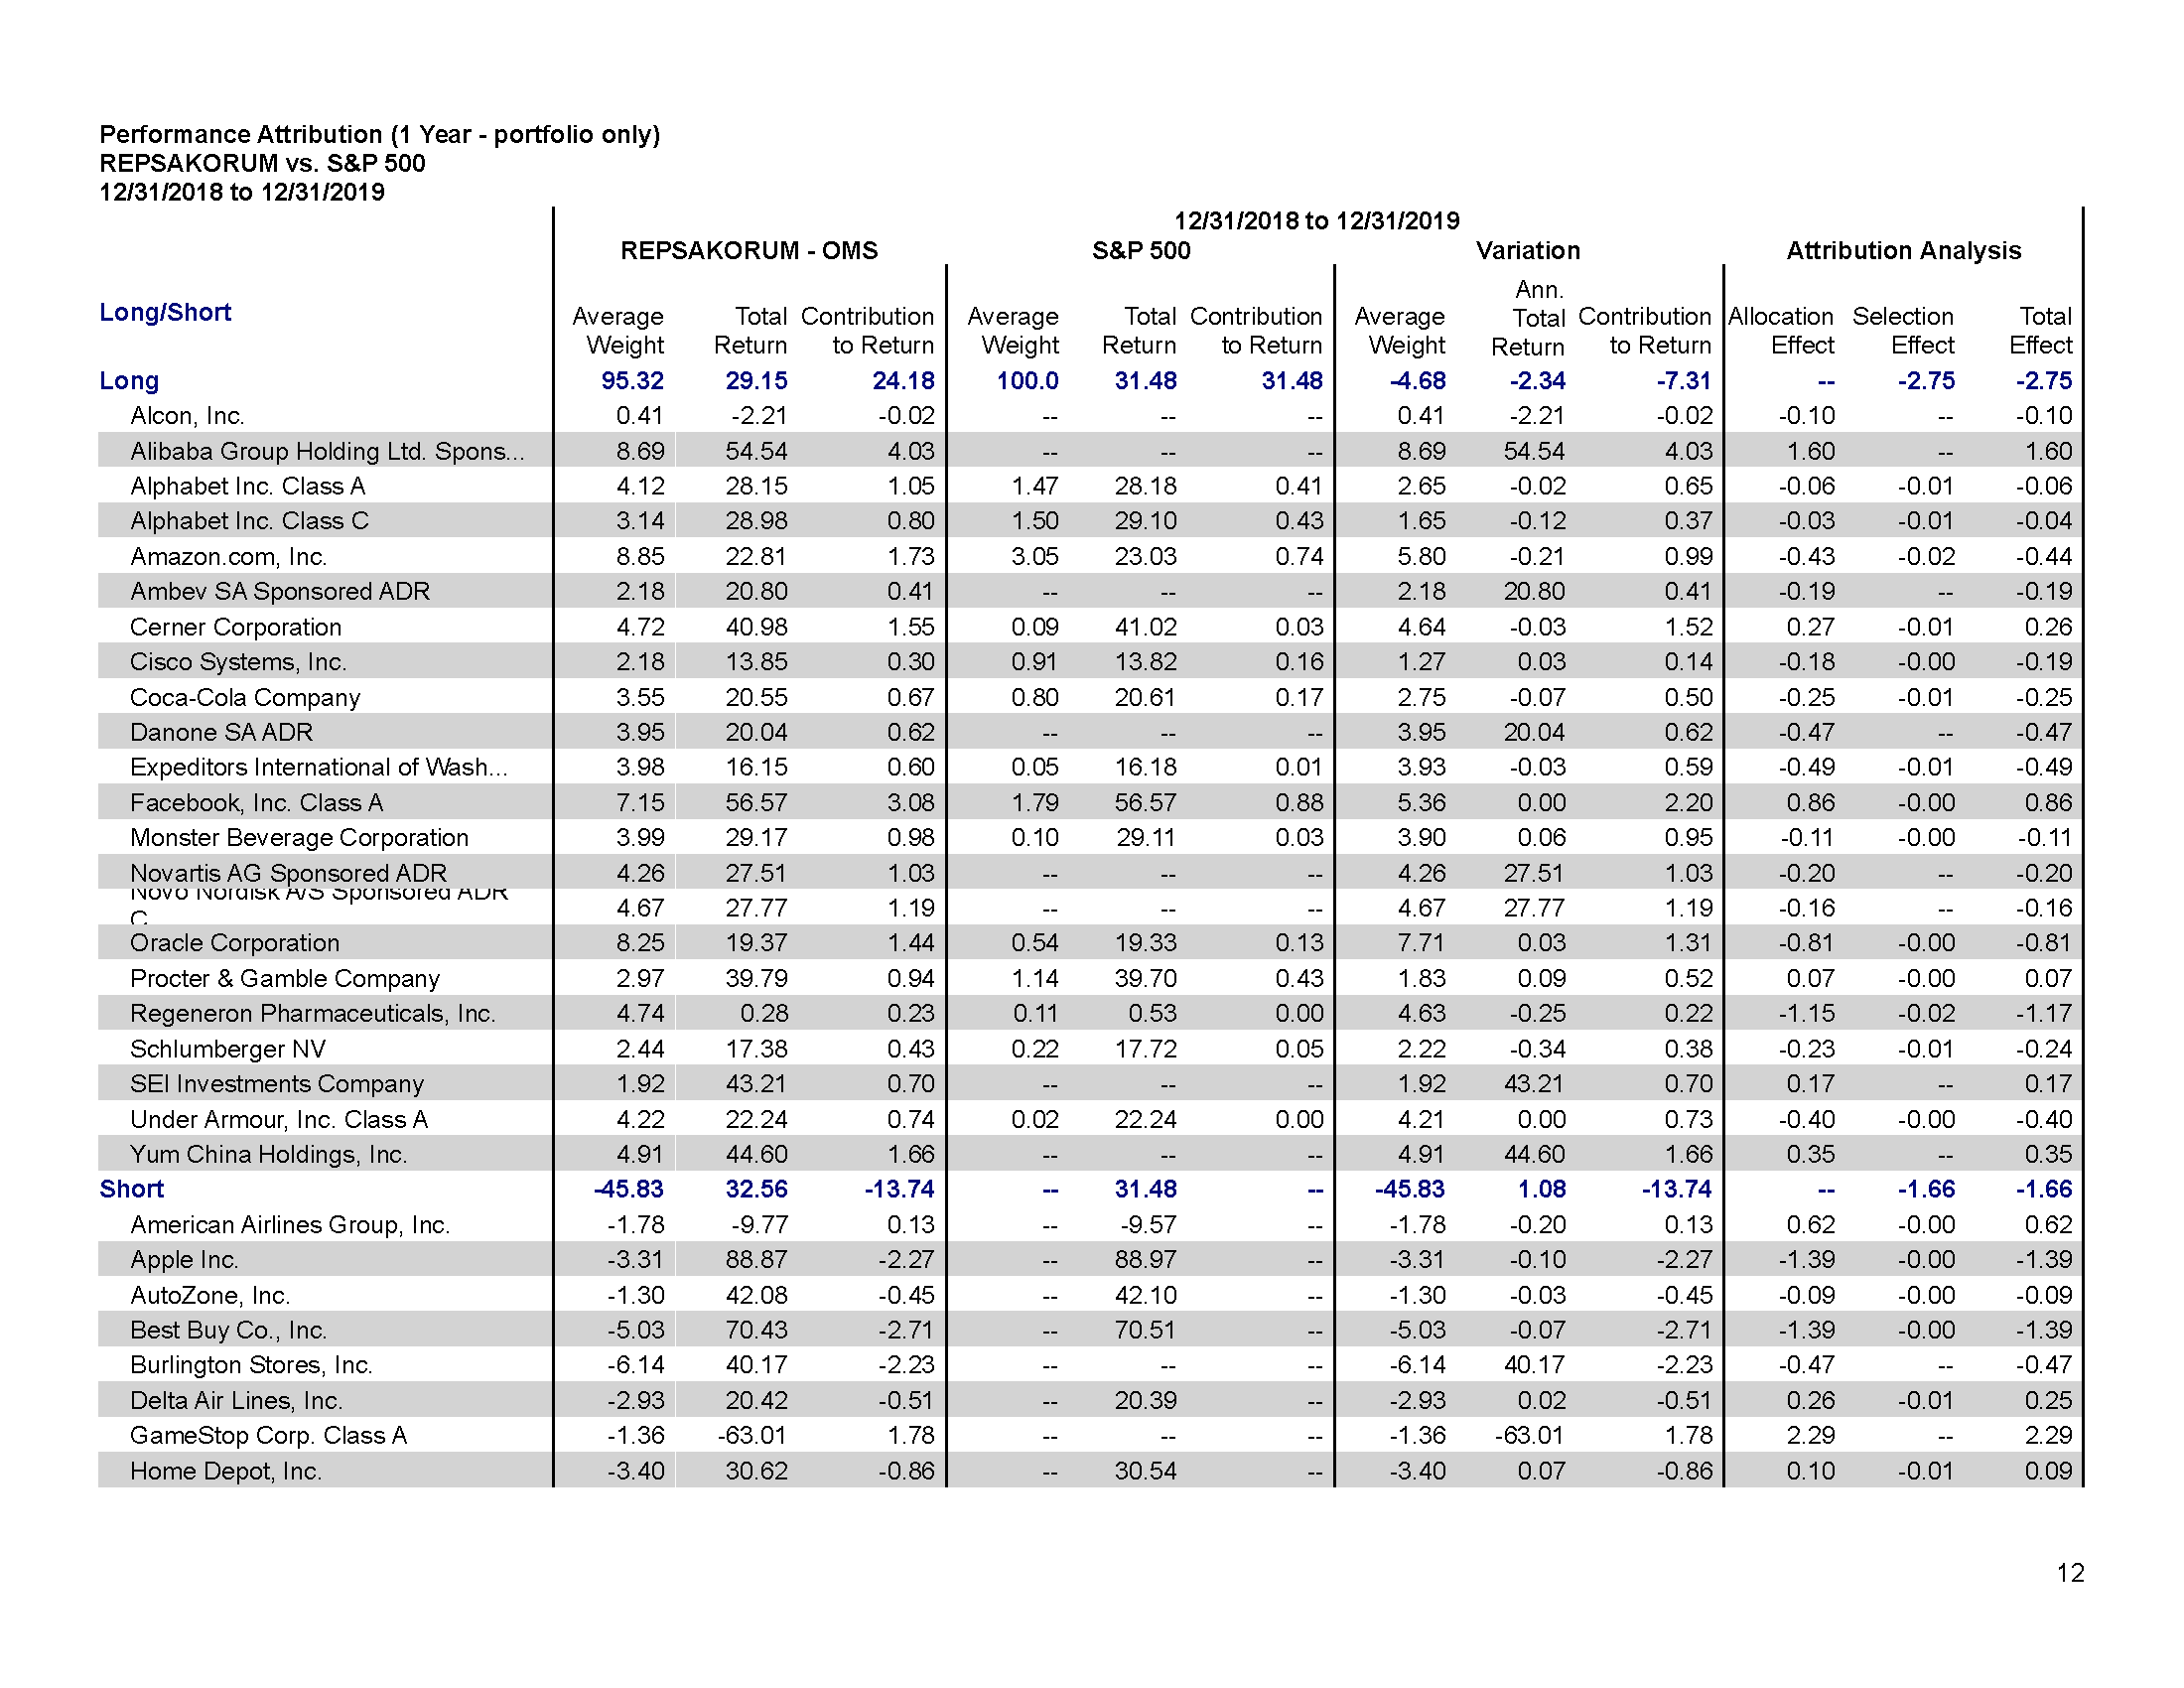 Performance Attribution (1 Year - portfolio only)
REPSAKORUM vs. S&P 500
12/31/2018 to 12/31/2019
12/31/2018 to 12/31/2019
REPSAKORUM - OMS S&P 500 Variation Attribution Analysis
Long/Short Average Weight Total Return Contribution to Return Average Weight Total Return Contribution to Return Average Weight Ann. Total Return Contribution to Return Allocation Effect Selection Effect Total Effect
Long 95.32 29.15 24.18 100.0 31.48 31.48 -4.68 -2.34 -7.31 -- -2.75 -2.75
Alcon, Inc. 0.41 -2.21 -0.02 -- -- -- 0.41 -2.21 -0.02 -0.10 -- -0.10
Alibaba Group Holding Ltd. Spons... 8.69 54.54 4.03 -- -- -- 8.69 54.54 4.03 1.60 -- 1.60
Alphabet Inc. Class A 4.12 28.15 1.05 1.47 28.18 0.41 2.65 -0.02 0.65 -0.06 -0.01 -0.06
Alphabet Inc. Class C 3.14 28.98 0.80 1.50 29.10 0.43 1.65 -0.12 0.37 -0.03 -0.01 -0.04
Amazon.com, Inc. 8.85 22.81 1.73 3.05 23.03 0.74 5.80 -0.21 0.99 -0.43 -0.02 -0.44
Ambev SA Sponsored ADR 2.18 20.80 0.41 -- -- -- 2.18 20.80 0.41 -0.19 -- -0.19
Cerner Corporation 4.72 40.98 1.55 0.09 41.02 0.03 4.64 -0.03 1.52 0.27 -0.01 0.26
Cisco Systems, Inc. 2.18 13.85 0.30 0.91 13.82 0.16 1.27 0.03 0.14 -0.18 -0.00 -0.19
Coca-Cola Company 3.55 20.55 0.67 0.80 20.61 0.17 2.75 -0.07 0.50 -0.25 -0.01 -0.25
Danone SA ADR 3.95 20.04 0.62 -- -- -- 3.95 20.04 0.62 -0.47 -- -0.47
Expeditors International of Wash... 3.98 16.15 0.60 0.05 16.18 0.01 3.93 -0.03 0.59 -0.49 -0.01 -0.49
Facebook, Inc. Class A 7.15 56.57 3.08 1.79 56.57 0.88 5.36 0.00 2.20 0.86 -0.00 0.86
Monster Beverage Corporation 3.99 29.17 0.98 0.10 29.11 0.03 3.90 0.06 0.95 -0.11 -0.00 -0.11
Novartis AG Sponsored ADR 4.26 27.51 1.03 -- -- -- 4.26 27.51 1.03 -0.20 -- -0.20
Novo Nordisk A/S Sponsored ADR C 4.67 27.77 1.19 -- -- -- 4.67 27.77 1.19 -0.16 -- -0.16
Oracle Corporation 8.25 19.37 1.44 0.54 19.33 0.13 7.71 0.03 1.31 -0.81 -0.00 -0.81
Procter & Gamble Company 2.97 39.79 0.94 1.14 39.70 0.43 1.83 0.09 0.52 0.07 -0.00 0.07
Regeneron Pharmaceuticals, Inc. 4.74 0.28 0.23 0.11 0.53 0.00 4.63 -0.25 0.22 -1.15 -0.02 -1.17
Schlumberger NV 2.44 17.38 0.43 0.22 17.72 0.05 2.22 -0.34 0.38 -0.23 -0.01 -0.24
SEI Investments Company 1.92 43.21 0.70 -- -- -- 1.92 43.21 0.70 0.17 -- 0.17
Under Armour, Inc. Class A 4.22 22.24 0.74 0.02 22.24 0.00 4.21 0.00 0.73 -0.40 -0.00 -0.40
Yum China Holdings, Inc. 4.91 44.60 1.66 -- -- -- 4.91 44.60 1.66 0.35 -- 0.35
Short -45.83 32.56 -13.74 -- 31.48 -- -45.83 1.08 -13.74 -- -1.66 -1.66
American Airlines Group, Inc. -1.78 -9.77 0.13 -- -9.57 -- -1.78 -0.20 0.13 0.62 -0.00 0.62
Apple Inc. -3.31 88.87 -2.27 -- 88.97 -- -3.31 -0.10 -2.27 -1.39 -0.00 -1.39
AutoZone, Inc. -1.30 42.08 -0.45 -- 42.10 -- -1.30 -0.03 -0.45 -0.09 -0.00 -0.09
Best Buy Co., Inc. -5.03 70.43 -2.71 -- 70.51 -- -5.03 -0.07 -2.71 -1.39 -0.00 -1.39
Burlington Stores, Inc. -6.14 40.17 -2.23 -- -- -- -6.14 40.17 -2.23 -0.47 -- -0.47
Delta Air Lines, Inc. -2.93 20.42 -0.51 -- 20.39 -- -2.93 0.02 -0.51 0.26 -0.01 0.25
GameStop Corp. Class A -1.36 -63.01 1.78 -- -- -- -1.36 -63.01 1.78 2.29 -- 2.29
Home Depot, Inc. -3.40 30.62 -0.86 -- 30.54 -- -3.40 0.07 -0.86 0.10 -0.01 0.09
12